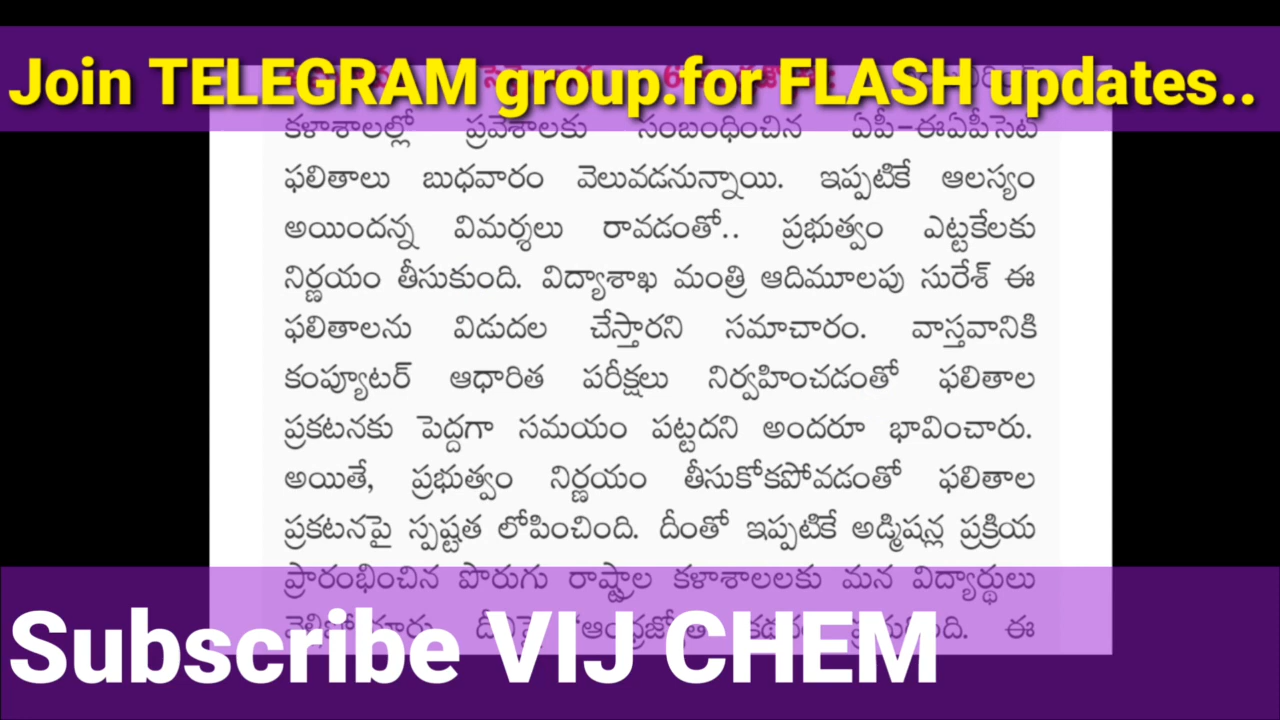 Join TELEGRAM group.for FLASH updates..
కళాశాలల్లో ప్రవేశాలకు సంబంధించిన ఏపీ-ఈఏపీసెట్
ఫలితాలు బుధవారం వెలువడనున్నాయి. ఇప్పటికే ఆలస్యం
అయిందన్న విమర్శలు రావడంతో.. ప్రభుత్వం ఎట్టకేలకు
నిర్ణయం తీసుకుంది. విద్యాశాఖ మంత్రి ఆదిమూలపు సురేశ్ ఈ
ఫలితాలను విడుదల చేస్తారని సమాచారం. వాస్తవానికి
కంప్యూటర్ ఆధారిత పరీక్షలు నిర్వహించడంతో ఫలితాల
ప్రకటనకు పెద్దగా సమయం పట్టదని అందరూ భావించారు.
అయితే, ప్రభుత్వం నిర్ణయం తీసుకోకపోవడంతో ఫలితాల
ప్రకటనపై స్పష్టత లోపించింది. దీంతో ఇప్పటికే అడ్మిషన్ల ప్రక్రియ
ప్రారంభించిన పొరుగు రాష్ట్రాల కళాశాలలకు మన విద్యార్థులు
ఈ
Subscribe VIJ CHEM